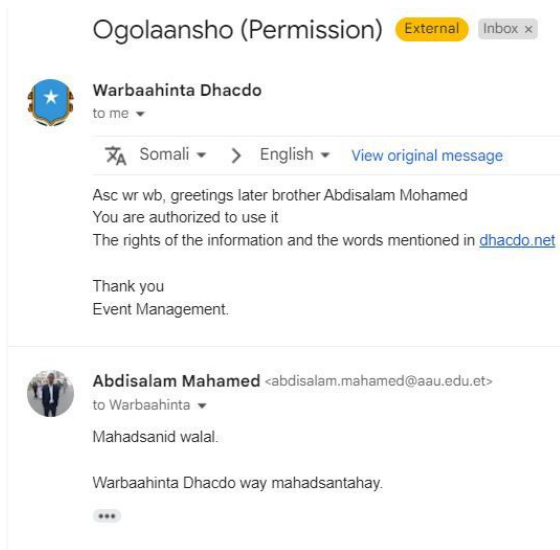 Ogolaansho (Permission) External Inbox ×
Warbaahinta Dhacdo
to me
Somali > English View original message
Asc wr wb, greetings later brother Abdisalam Mohamed
You are authorized to use it
The rights of the information and the words mentioned in dhacdo.net
Thank you
Event Management.
Abdisalam Mahamed <abdisalam.mahamed@aau.edu.et>
to Warbaahinta
Mahadsanid walal.
Warbaahinta Dhacdo way mahadsantahay.